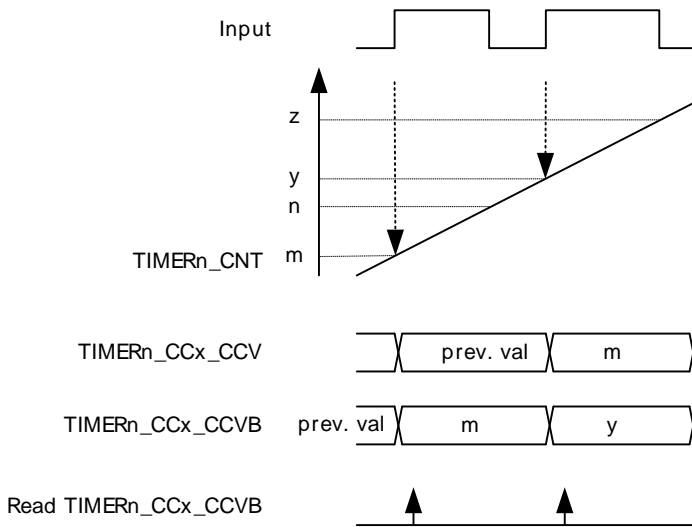 Input
z
y
n
TIMERn_CNT m
TIMERn_CCx_CCV prev. val m
TIMERn_CCx_CCVB prev. val m y
Read TIMERn_CCx_CCVB